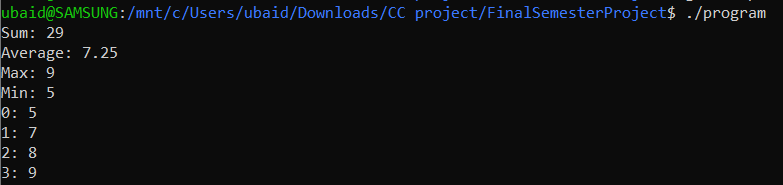 ubaid@SAMSUNG:/mnt/c/Users/ubaid/Downloads/CC project/FinalSemesterProject$ ./program
Sum: 29
Average: 7.25
Max: 9
Min: 5
0: 5
1: 7
2: 8
3: 9